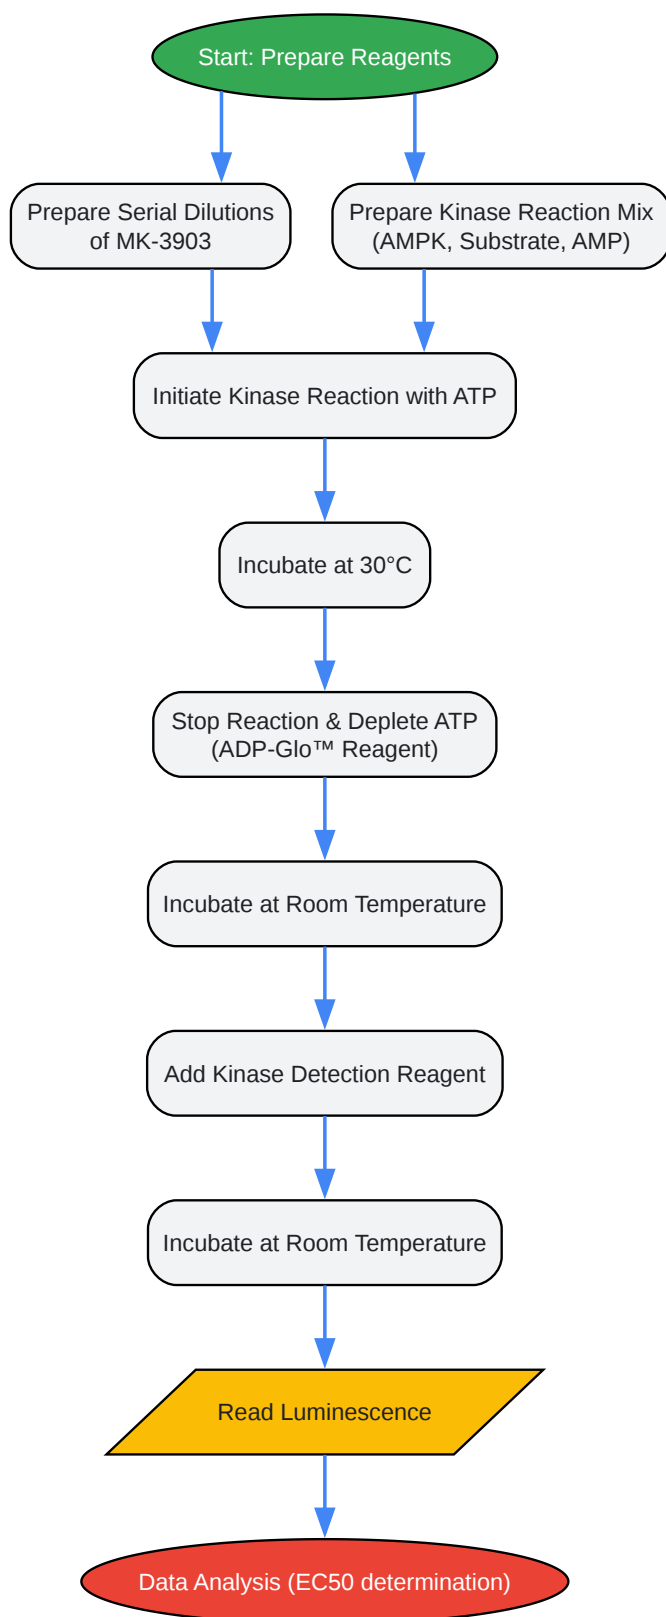 Start: Prepare Reagents
Prepare Serial Dilutions
of MK-3903
Prepare Kinase Reaction Mix
(AMPK, Substrate, AMP)
Initiate Kinase Reaction with ATP
Incubate at 30°C
Stop Reaction & Deplete ATP
(ADP-Glo™ Reagent)
Incubate at Room Temperature
Add Kinase Detection Reagent
Incubate at Room Temperature
Read Luminescence
Data Analysis (EC50 determination)